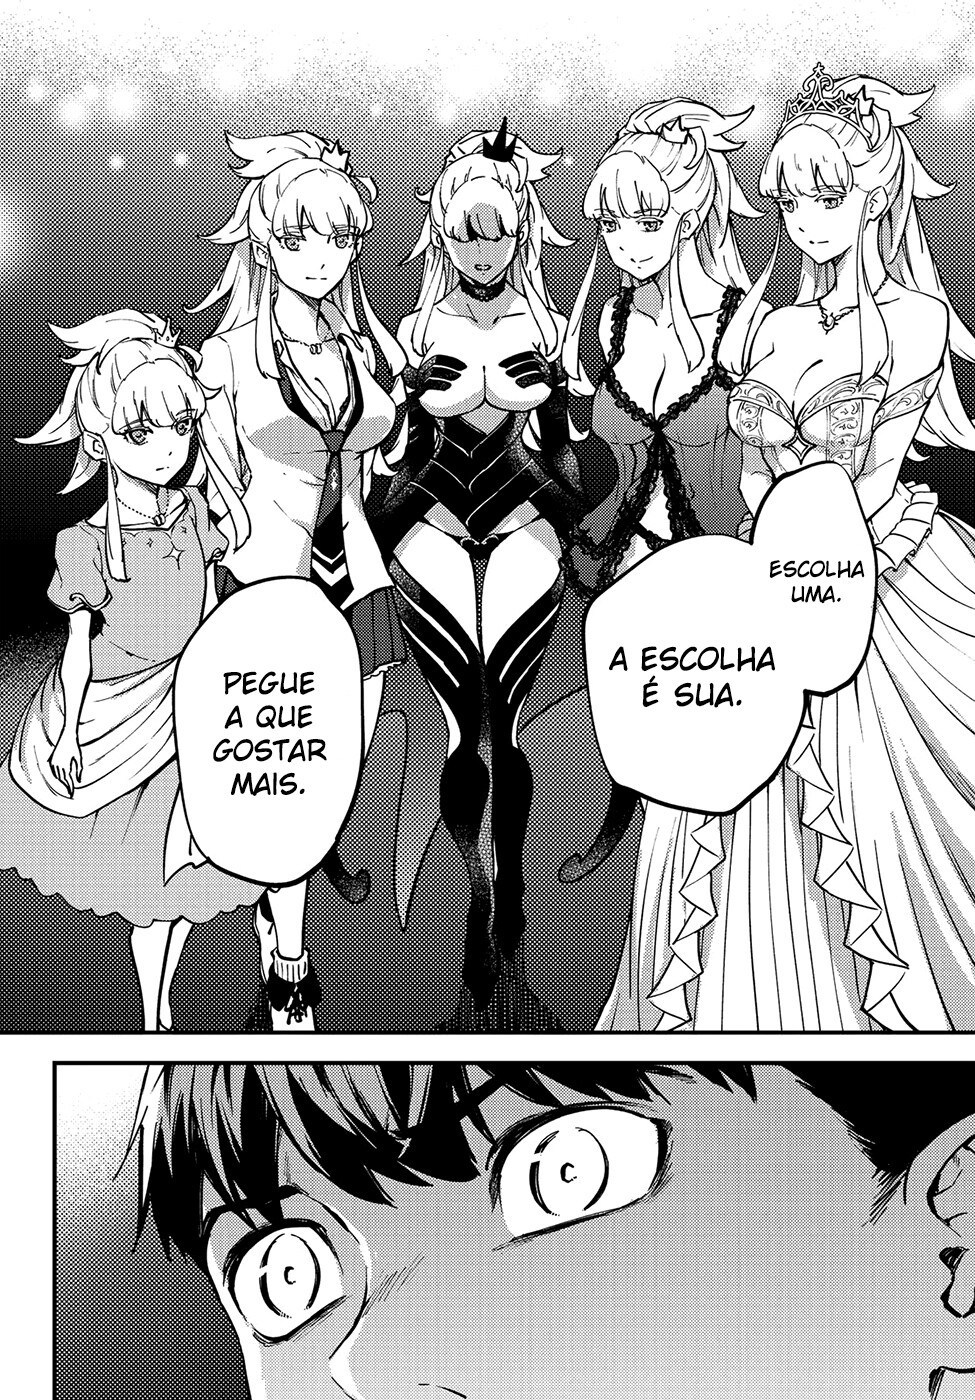 ESCOLHA
UMA.
A ESCOLHA
É SUA.
PEGUE
A QUE
GOSTAR
MAIS.